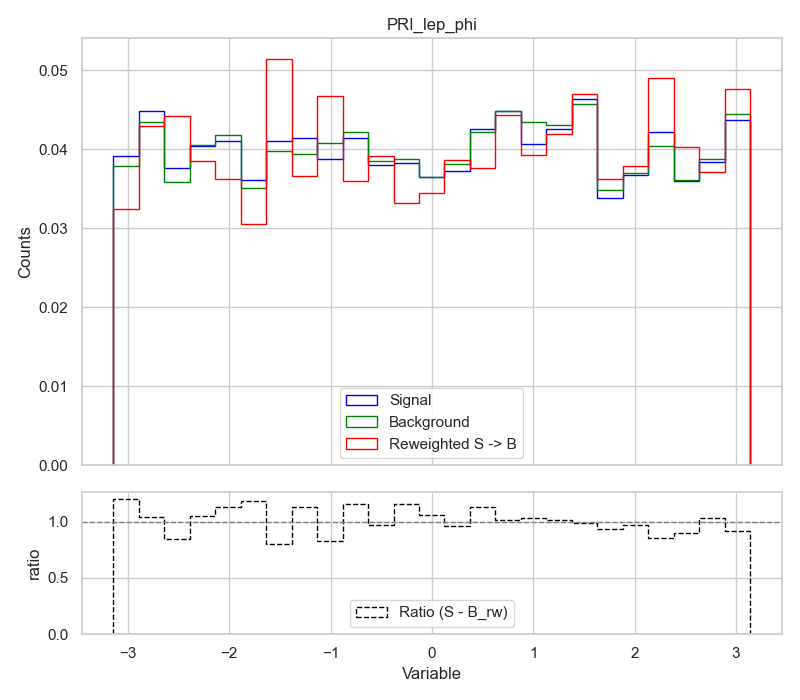 PRI_lep_phi
Counts
0.05
0.04
0.03
0.02
0.01
0.00
Signal
Background
Reweighted S -> B
ratio
1.0
0.5
0.0
Ratio (S - B_rw)
−3 −2 −1 0 1 2 3
Variable